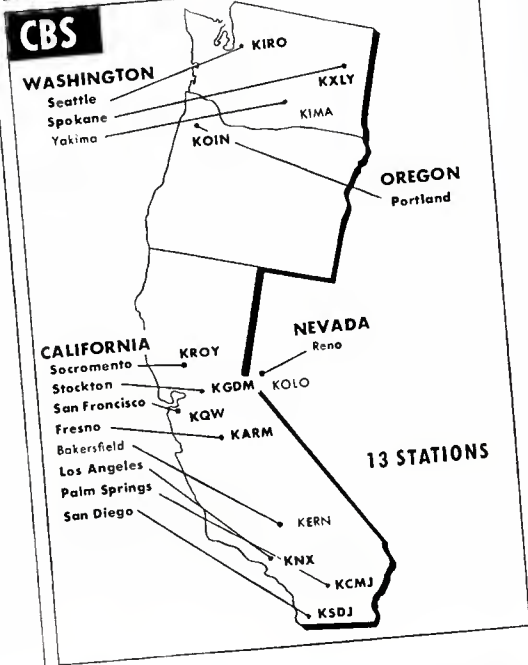 CBS
WASHINGTON
Seattle
Spokane
Yakima
KIRO
KXLY
KIMA
KOIN
OREGON
Portland
NEVADA
Reno
CALIFORNIA
Socromento
Stockton
San Francisco
Fresno
Bakersfield
Los Angeles
Palm Springs
San Diego
KROY
KGDM
KOLO
KQW
KARM
13 STATIONS
KERN
KNX
KCMJ
KSDJ